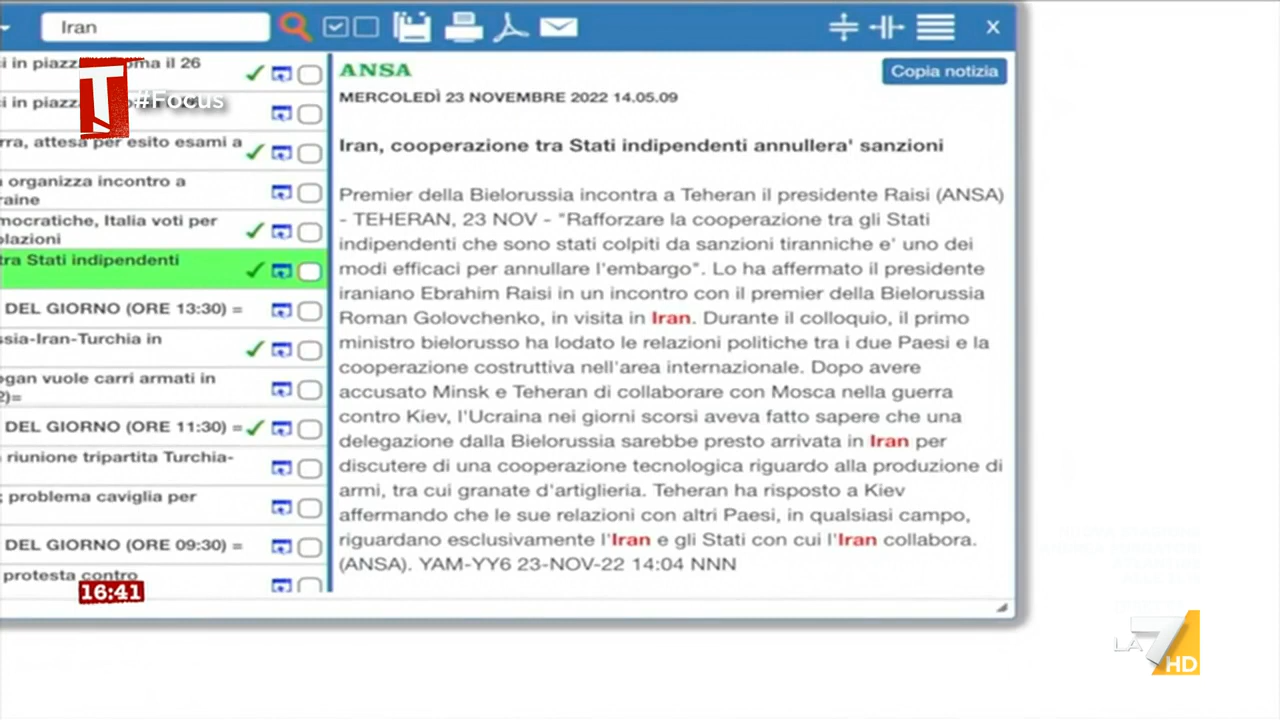 Iran
ci in piazz
oma il 26
T
#Focus
ci in piazz
rra, attesa per esito esami a
a organizza incontro a
raine
mocratiche, Italia voti per
olazioni
tra Stati indipendenti
DEL GIORNO (ORE 13:30) =
ssia-Iran-Turchia in
ogan vuole carri armati in
2)=
DEL GIORNO (ORE 11:30) =
a riunione tripartita Turchia-
; problema caviglia per
DEL GIORNO (ORE 09:30) =
protesta contro
16:41
X
ANSA
Copia notizia
MERCOLEDÌ 23 NOVEMBRE 2022 14.05.09
Iran, cooperazione tra Stati indipendenti annullera' sanzioni
Premier della Bielorussia incontra a Teheran il presidente Raisi (ANSA)
- TEHERAN, 23 NOV - "Rafforzare la cooperazione tra gli Stati
indipendenti che sono stati colpiti da sanzioni tiranniche e' uno dei
modi efficaci per annullare l'embargo". Lo ha affermato il presidente
iraniano Ebrahim Raisi in un incontro con il premier della Bielorussia
Roman Golovchenko, in visita in Iran. Durante il colloquio, il primo
ministro bielorusso ha lodato le relazioni politiche tra i due Paesi e la
cooperazione costruttiva nell'area internazionale. Dopo avere
accusato Minsk e Teheran di collaborare con Mosca nella guerra
contro Kiev, l'Ucraina nei giorni scorsi aveva fatto sapere che una
delegazione dalla Bielorussia sarebbe presto arrivata in Iran per
discutere di una cooperazione tecnologica riguardo alla produzione di
armi, tra cui granate d'artiglieria. Teheran ha risposto a Kiev
affermando che le sue relazioni con altri Paesi, in qualsiasi campo,
riguardano esclusivamente l'Iran e gli Stati con cui l'Iran collabora.
(ANSA). YAM-YY6 23-NOV-22 14:04 NNN
LA7
HD